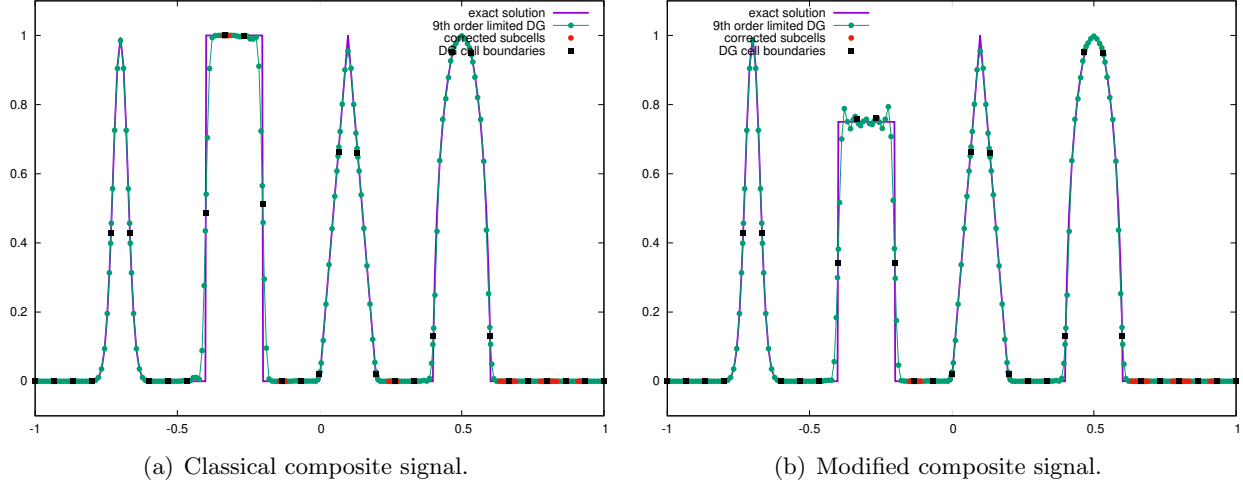 exact solution
9th order limited DG
corrected subcells
DG cell boundaries
1
0.8
0.6
0.4
0.2
0
-1 -0.5 0 0.5 1
(a) Classical composite signal.
exact solution
9th order limited DG
corrected subcells
DG cell boundaries
1
0.8
0.6
0.4
0.2
0
-1 -0.5 0 0.5 1
(b) Modified composite signal.